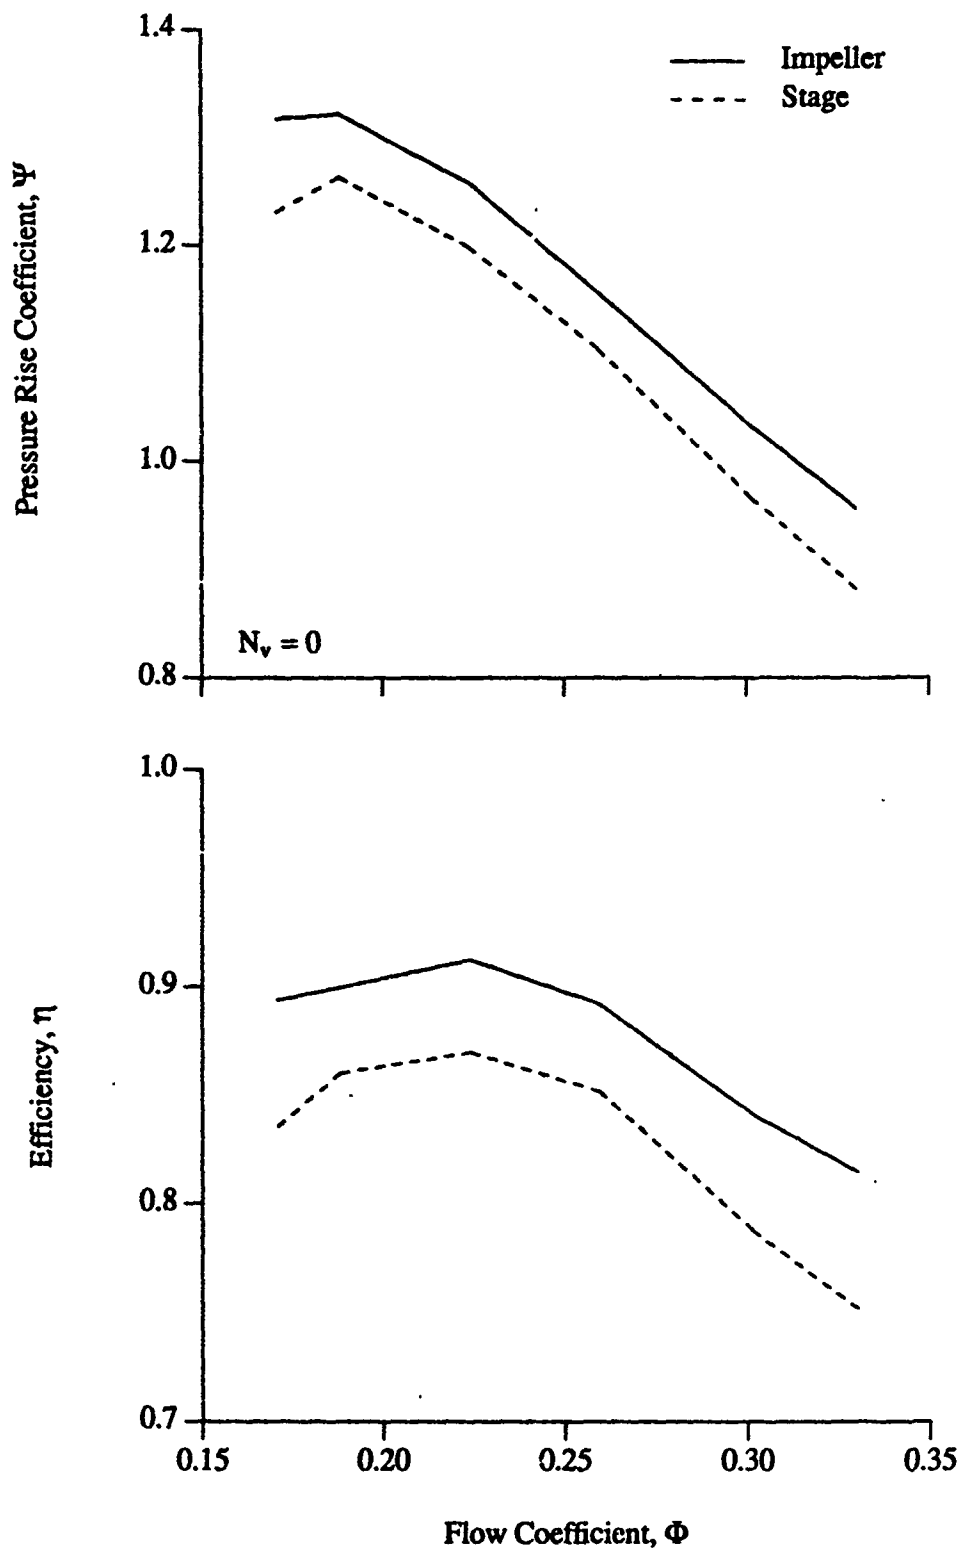 1.4
Impeller
Stage
1.2
1.0
0.8
Pressure Rise Coefficient, Ψ
Nv = 0
1.0
0.9
0.8
0.7
Efficiency, η
0.15 0.20 0.25 0.30 0.35
Flow Coefficient, Φ